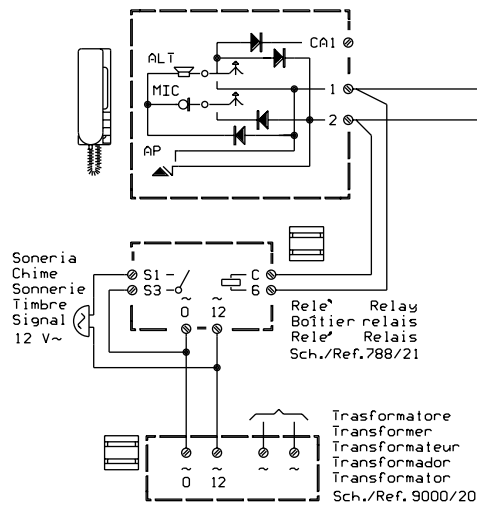 ALT
CA1
MIC
1
2
AP
Soneria
Chime
Sonnerie
Timbre
Signal
12 V~
S1
S3
C
6
~ ~
0 12
Rele` Relay
Boîtier relais
Rele` Relais
Sch./Ref.788/21
~ ~ ~ ~
0 12
Trasformatore
Transformer
Transformateur
Transformador
Transformator
Sch./Ref. 9000/20